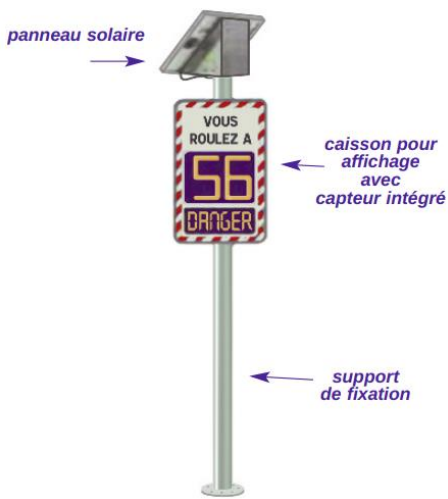 panneau solaire
VOUS
ROULEZ A
56
DANGER
caisson pour
affichage
avec
capteur intégré
support
de fixation